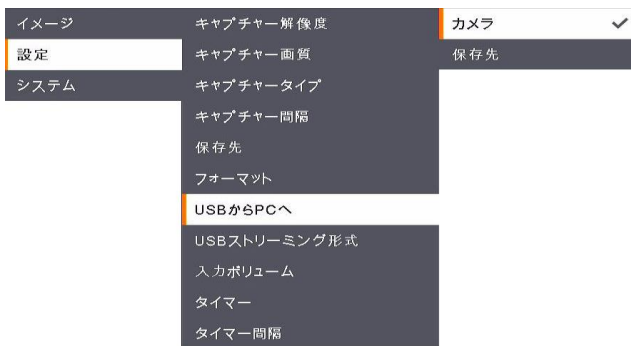 イメージ
設定
システム
キャプチャー解像度
キャプチャー画質
キャプチャータイプ
キャプチャー間隔
保存先
フォーマット
USBからPCへ
USBストリーミング形式
入力ボリューム
タイマー
タイマー間隔
カメラ
保存先